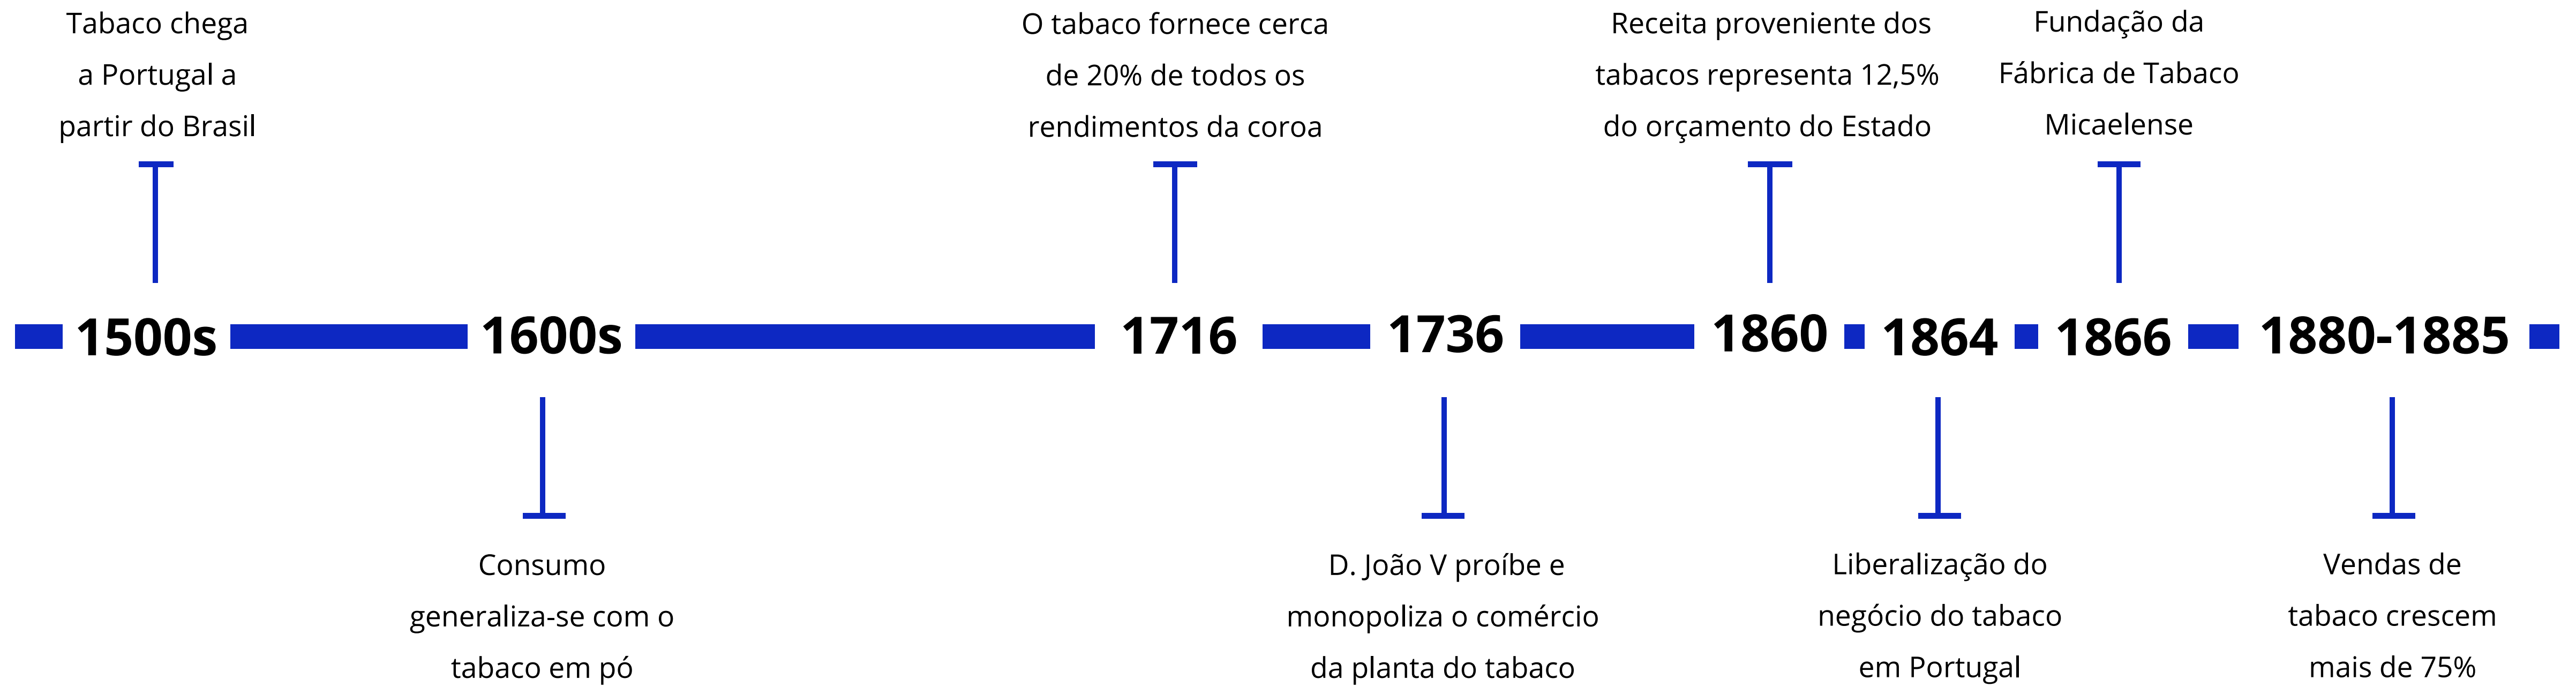 Tabaco chega
a Portugal a
partir do Brasil
O tabaco fornece cerca
de 20% de todos os
rendimentos da coroa
Receita proveniente dos
tabacos representa 12,5%
do orçamento do Estado
Fundação da
Fábrica de Tabaco
Micaelense
1500s
1600s
1716
1736
1860
1864
1866
1880-1885
Consumo
generaliza-se com o
tabaco em pó
D. João V proíbe e
monopoliza o comércio
da planta do tabaco
Liberalização do
negócio do tabaco
em Portugal
Vendas de
tabaco crescem
mais de 75%